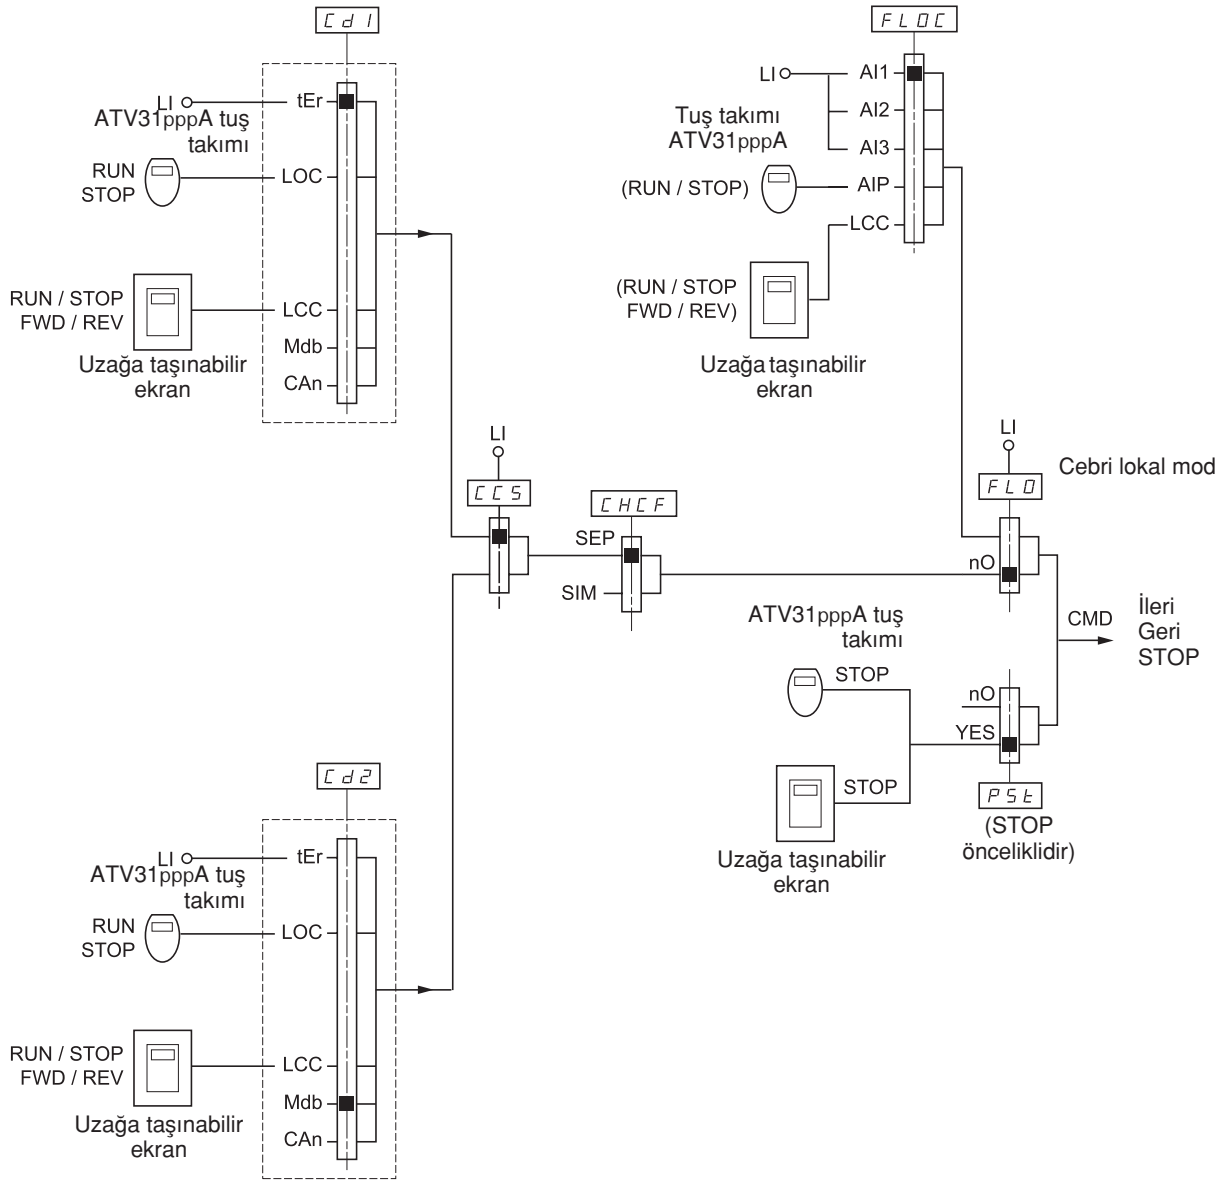 Cd1
LI
tEr
ATV31pppA tuş
takımı
RUN
STOP
LOC
RUN / STOP
FWD / REV
LCC
Mdb
Uzağa taşınabilir
ekran
CAn
FLOC
LI
AI1
AI2
Tuş takımı
ATV31pppA
AI3
(RUN / STOP)
AIP
LCC
(RUN / STOP
FWD / REV)
Uzağa taşınabilir
ekran
LI
CCS
CHCF
SEP
SIM
LI
Cebri lokal mod
FLO
nO
ATV31pppA tuş
takımı
CMD
İleri
Geri
STOP
STOP
nO
YES
STOP
PSt
(STOP
önceliklidir)
Uzağa taşınabilir
ekran
Cd2
LI
tEr
ATV31pppA tuş
takımı
RUN
STOP
LOC
RUN / STOP
FWD / REV
LCC
Mdb
Uzağa taşınabilir
ekran
CAn